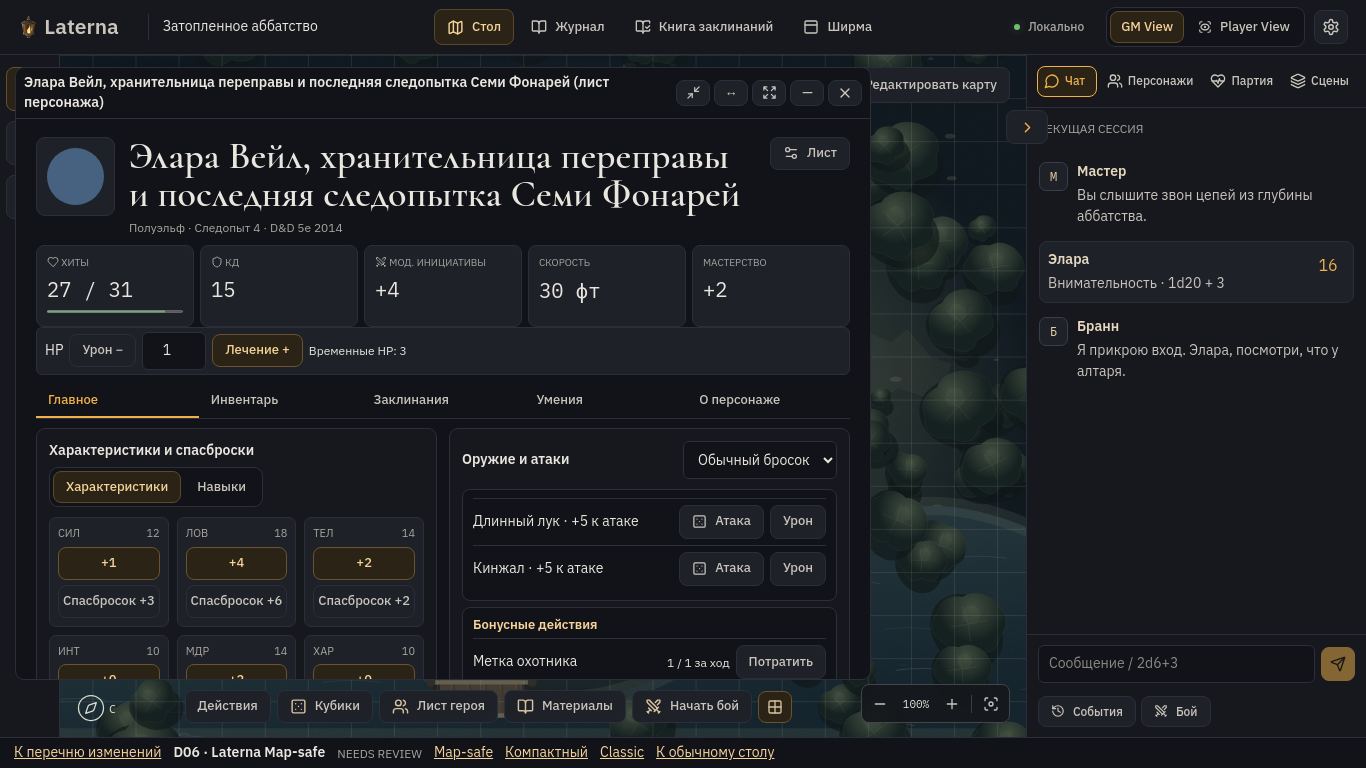 Laterna
Затопленное аббатство
Стол
Журнал
Книга заклинаний
Ширма
Локально
GM View
Player View
Элара Вейл, хранительница переправы и последняя следопытка Семи Фонарей (лист
персонажа)
Редактировать карту
Чат
Персонажи
Партия
Сцены
ЕКУЩАЯ СЕССИЯ
Элара Вейл, хранительница переправы
и последняя следопытка Семи Фонарей
Лист
Полуэльф · Следопыт 4 · D&D 5e 2014
ХИТЫ
27 / 31
КД
15
МОД. ИНИЦИАТИВЫ
+4
СКОРОСТЬ
30 фт
МАСТЕРСТВО
+2
HP
Урон −
1
Лечение +
Временные HP: 3
Главное
Инвентарь
Заклинания
Умения
О персонаже
Характеристики и спасброски
Характеристики
Навыки
СИЛ 12
+1
Спасбросок +3
ЛОВ 18
+4
Спасбросок +6
ТЕЛ 14
+2
Спасбросок +2
ИНТ 10
+0
МДР 14
+2
ХАР 10
+0
Оружие и атаки
Обычный бросок
Длинный лук · +5 к атаке
Атака
Урон
Кинжал · +5 к атаке
Атака
Урон
Бонусные действия
Метка охотника
1 / 1 за ход
Потратить
М
Мастер
Вы слышите звон цепей из глубины
аббатства.
Элара
16
Внимательность · 1d20 + 3
Б
Бранн
Я прикрою вход. Элара, посмотри, что у
алтаря.
Сообщение / 2d6+3
События
Бой
С
Действия
Кубики
Лист героя
Материалы
Начать бой
100%
К перечню изменений
D06 · Laterna Map-safe
NEEDS REVIEW
Map-safe
Компактный
Classic
К обычному столу